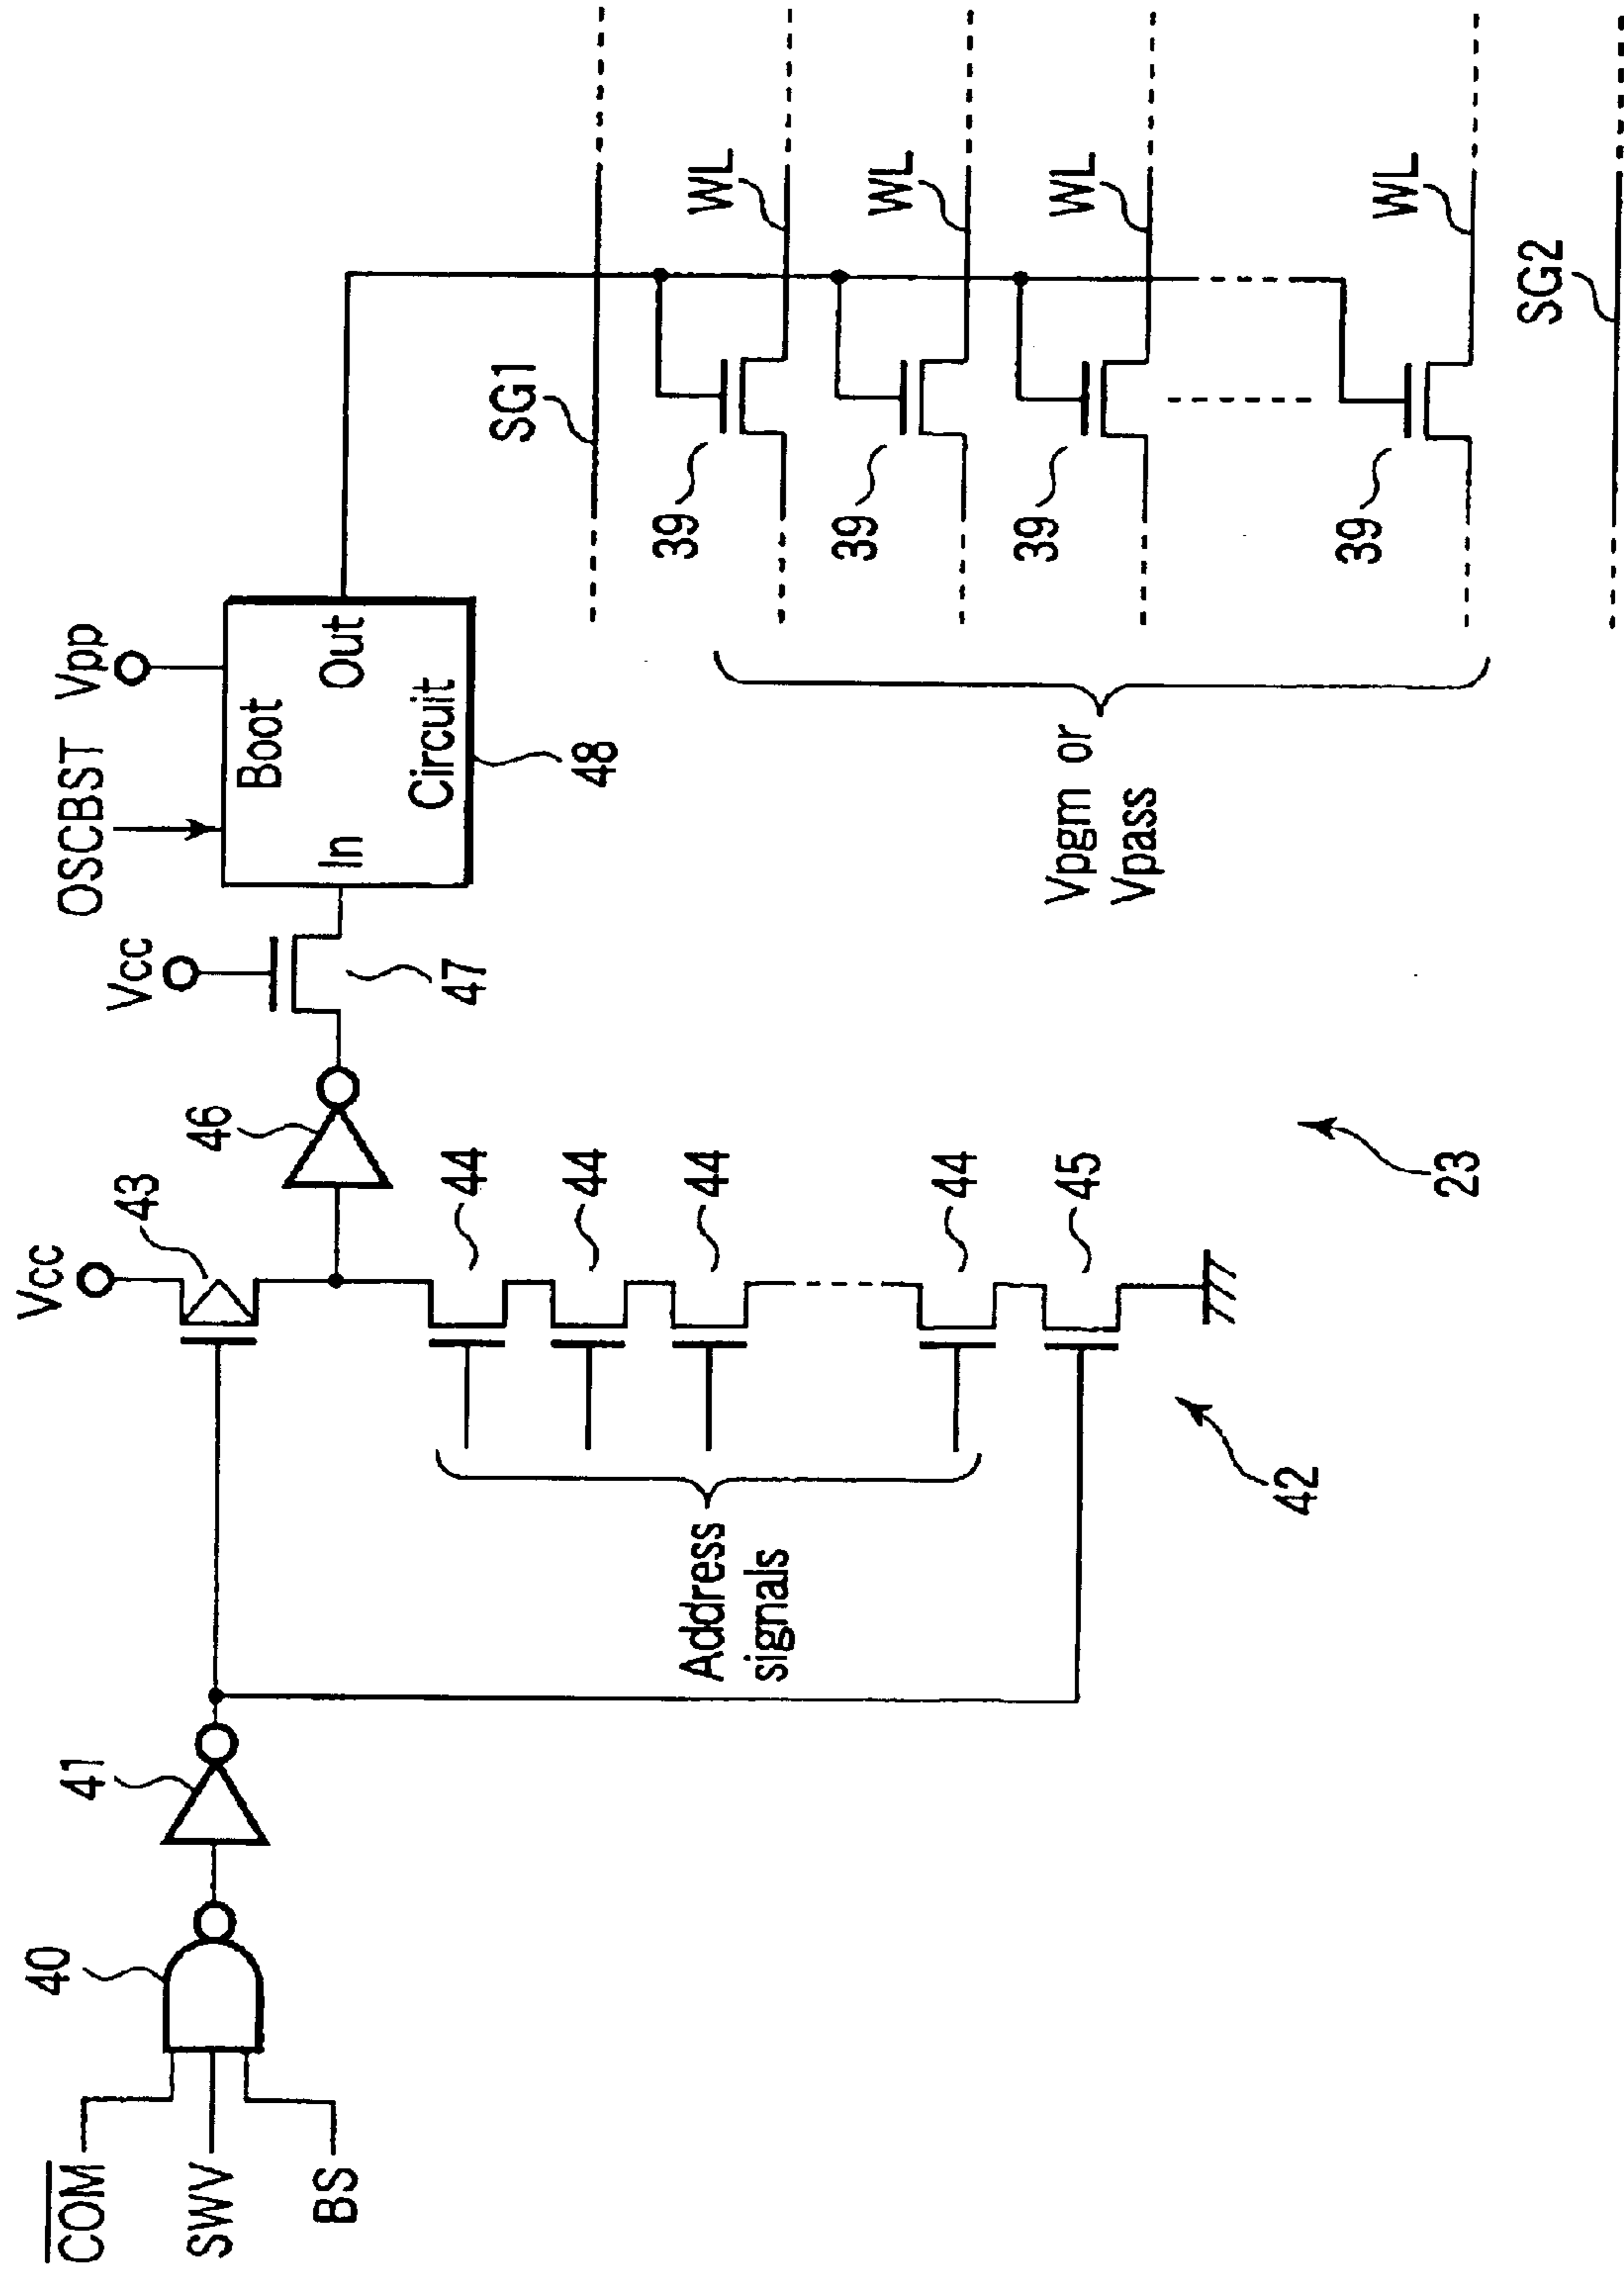 COM
SWV
BS
40
41
Vcc
43
46
44
44
44
44
45
Address
signals
42
23
Vcc
47
OSCBST
Vpp
Boot
In
Out
Circuit
48
Vpgm or
Vpass
SG1
39
39
39
39
WL
WL
WL
WL
SG2